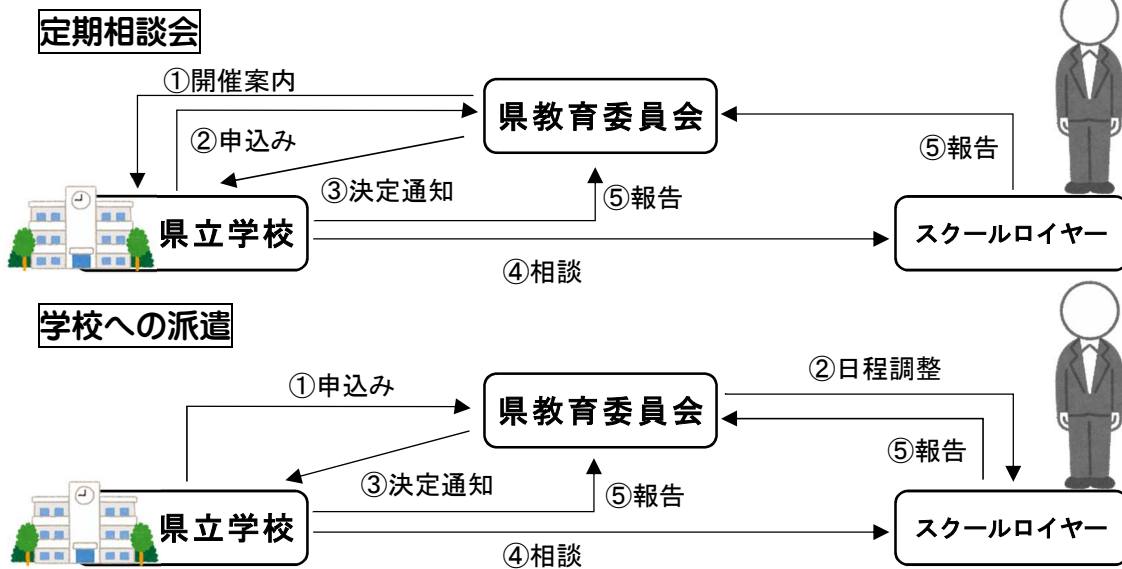 定期相談会
①開催案内
県教育委員会
②申込み
⑤報告
③決定通知
⑤報告
県立学校
スクールロイヤー
④相談
学校への派遣
②日程調整
①申込み
県教育委員会
⑤報告
③決定通知
⑤報告
県立学校
スクールロイヤー
④相談